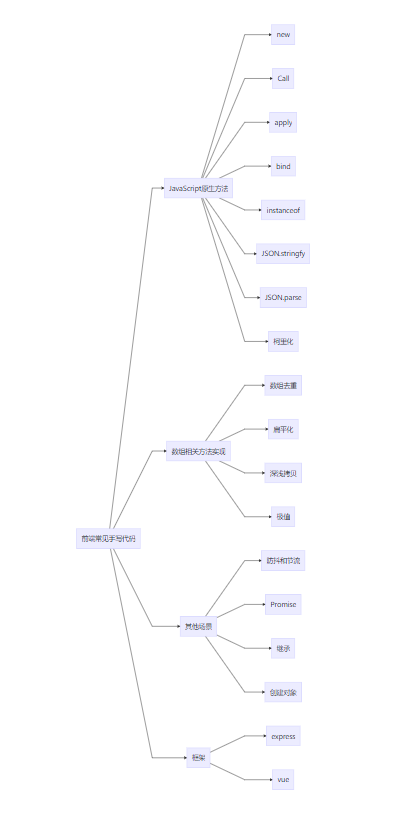 new
Call
apply
bind
JavaScript原生方法
instanceof
JSON.stringfy
JSON.parse
柯里化
数组去重
扁平化
数组相关方法实现
深浅拷贝
极值
前端常见手写代码
防抖和节流
Promise
其他场景
继承
创建对象
express
框架
vue